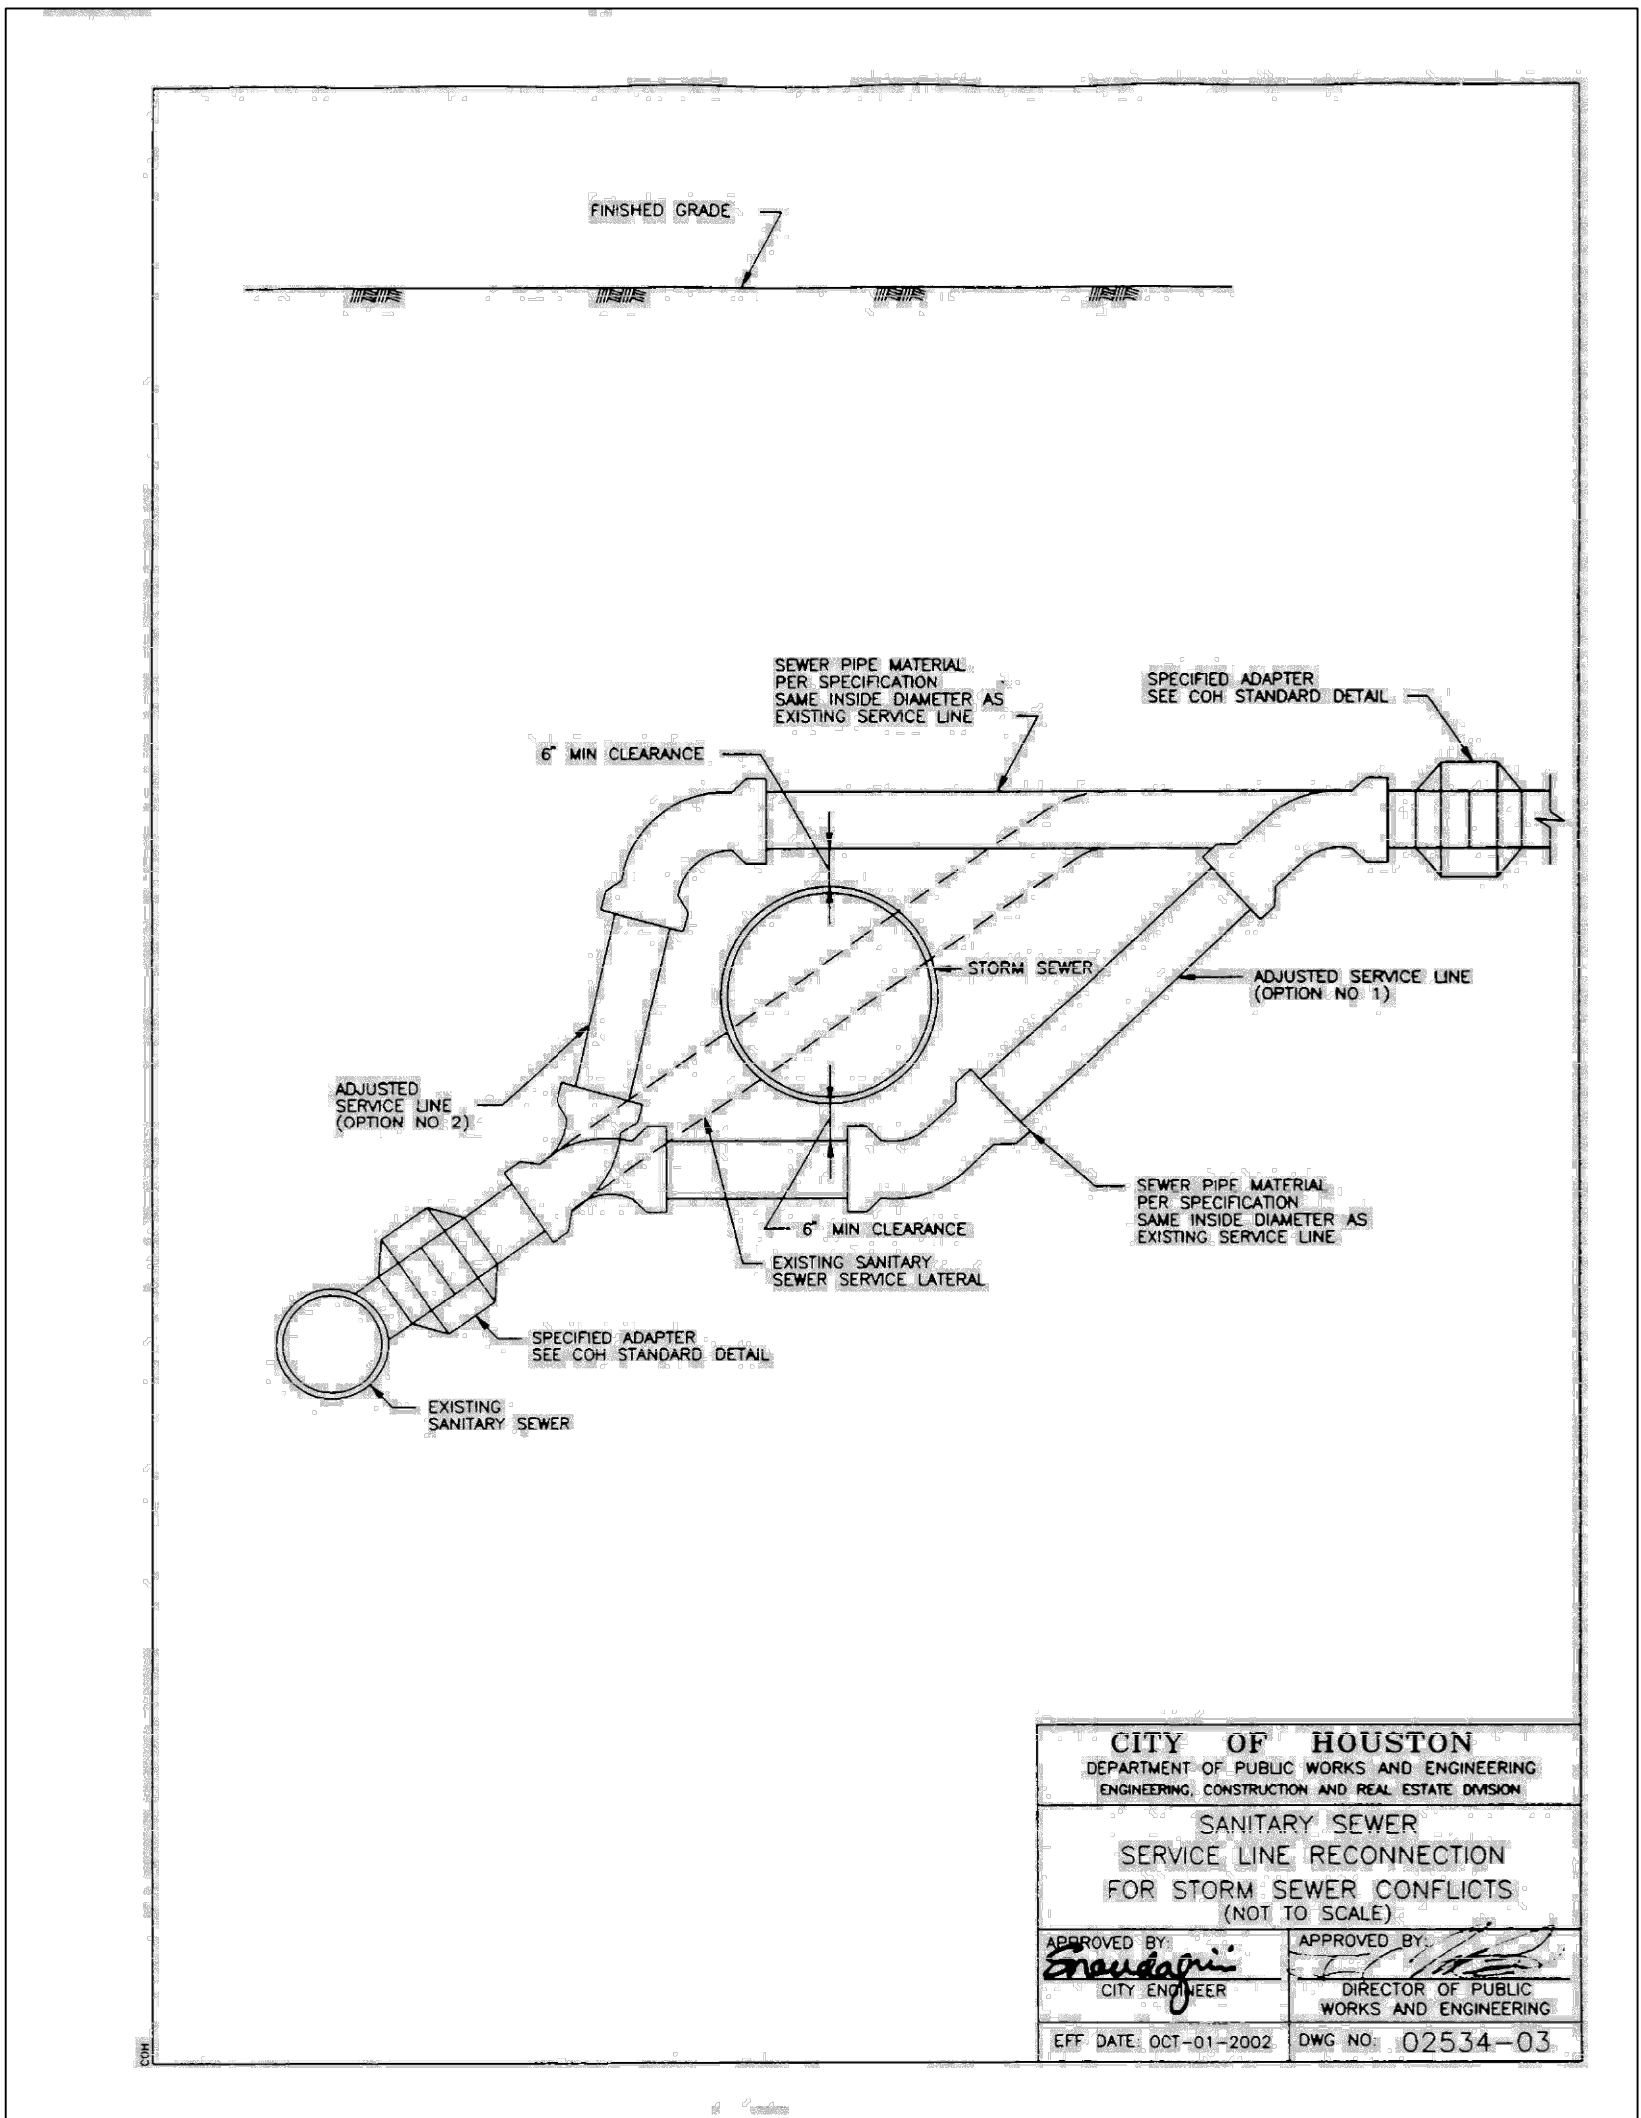 FINISHED GRADE
SEWER PIPE MATERIAL
PER SPECIFICATION
SAME INSIDE DIAMETER AS
EXISTING SERVICE LINE
SPECIFIED ADAPTER
SEE COH STANDARD DETAIL
6" MIN CLEARANCE
STORM SEWER
ADJUSTED SERVICE LINE
(OPTION NO 1)
ADJUSTED
SERVICE LINE
(OPTION NO 2)
SEWER PIPE MATERIAL
PER SPECIFICATION
SAME INSIDE DIAMETER AS
EXISTING SERVICE LINE
6" MIN CLEARANCE
EXISTING SANITARY
SEWER SERVICE LATERAL
SPECIFIED ADAPTER
SEE COH STANDARD DETAIL
EXISTING
SANITARY SEWER
CITY OF HOUSTON
DEPARTMENT OF PUBLIC WORKS AND ENGINEERING
ENGINEERING, CONSTRUCTION AND REAL ESTATE DIVISION
SANITARY SEWER
SERVICE LINE RECONNECTION
FOR STORM SEWER CONFLICTS
(NOT TO SCALE)
APPROVED BY:
CITY ENGINEER
APPROVED BY:
DIRECTOR OF PUBLIC
WORKS AND ENGINEERING
EFF DATE: OCT-01-2002
DWG NO: 02534-03
COH